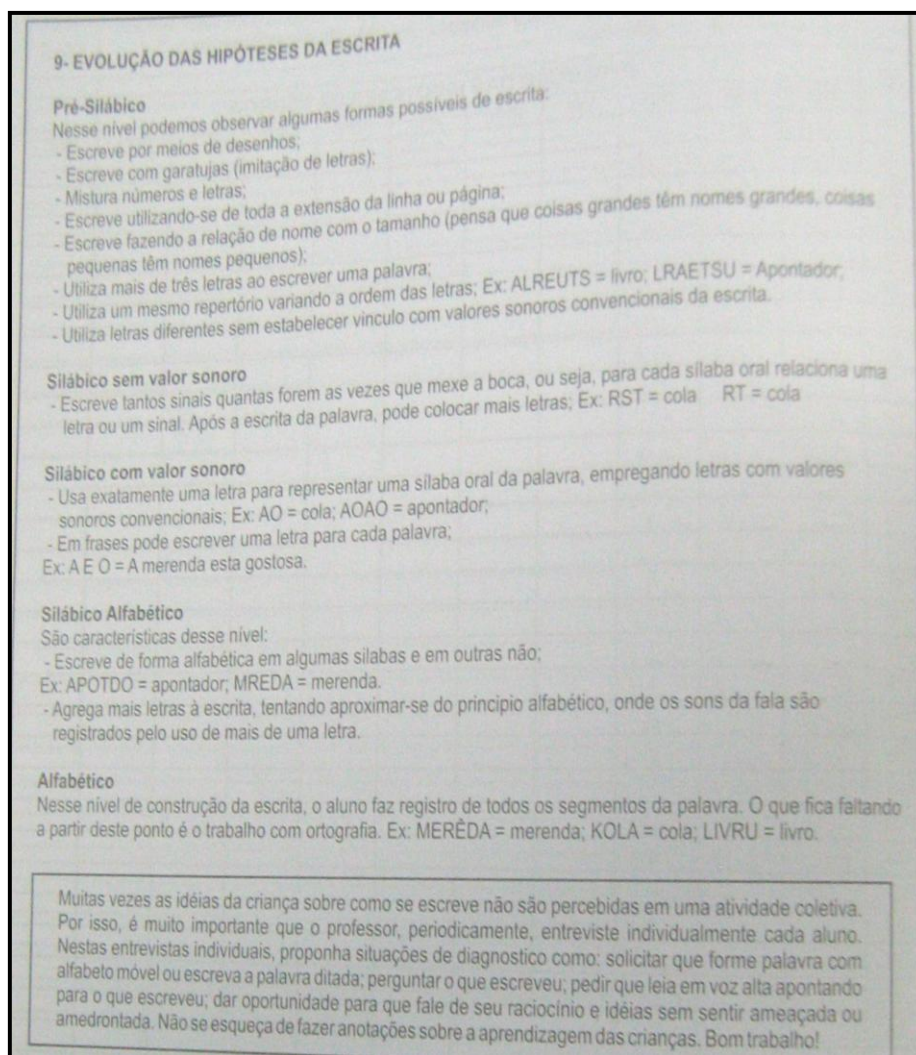 9- EVOLUÇÃO DAS HIPÓTESES DA ESCRITA
Pré-Silábico
Nesse nível podemos observar algumas formas possíveis de escrita:
- Escreve por meios de desenhos;
- Escreve com garatujas (imitação de letras);
- Mistura números e letras;
- Escreve utilizando-se de toda a extensão da linha ou página;
- Escreve fazendo a relação de nome com o tamanho (pensa que coisas grandes têm nomes grandes, coisas
pequenas têm nomes pequenos);
- Utiliza mais de três letras ao escrever uma palavra;
- Utiliza um mesmo repertório variando a ordem das letras; Ex: ALREUTS = livro; LRAETSU = Apontador;
- Utiliza letras diferentes sem estabelecer vinculo com valores sonoros convencionais da escrita.
Silábico sem valor sonoro
- Escreve tantos sinais quantas forem as vezes que mexe a boca, ou seja, para cada sílaba oral relaciona uma
letra ou um sinal. Após a escrita da palavra, pode colocar mais letras; Ex: RST = cola RT = cola
Silábico com valor sonoro
- Usa exatamente uma letra para representar uma sílaba oral da palavra, empregando letras com valores
sonoros convencionais; Ex: AO = cola; AOAO = apontador;
- Em frases pode escrever uma letra para cada palavra;
Ex: A E O = A merenda esta gostosa.
Silábico Alfabético
São características desse nível:
- Escreve de forma alfabética em algumas silabas e em outras não;
Ex: APOTDO = apontador; MREDA = merenda.
- Agrega mais letras à escrita, tentando aproximar-se do principio alfabético, onde os sons da fala são
registrados pelo uso de mais de uma letra.
Alfabético
Nesse nível de construção da escrita, o aluno faz registro de todos os segmentos da palavra. O que fica faltando
a partir deste ponto é o trabalho com ortografia. Ex: MERÊDA = merenda; KOLA = cola; LIVRU = livro.
Muitas vezes as idéias da criança sobre como se escreve não são percebidas em uma atividade coletiva.
Por isso, é muito importante que o professor, periodicamente, entreviste individualmente cada aluno.
Nestas entrevistas individuais, proponha situações de diagnostico como: solicitar que forme palavra com
alfabeto móvel ou escreva a palavra ditada; perguntar o que escreveu; pedir que leia em voz alta apontando
para o que escreveu; dar oportunidade para que fale de seu raciocínio e idéias sem sentir ameaçada ou
amedrontada. Não se esqueça de fazer anotações sobre a aprendizagem das crianças. Bom trabalho!